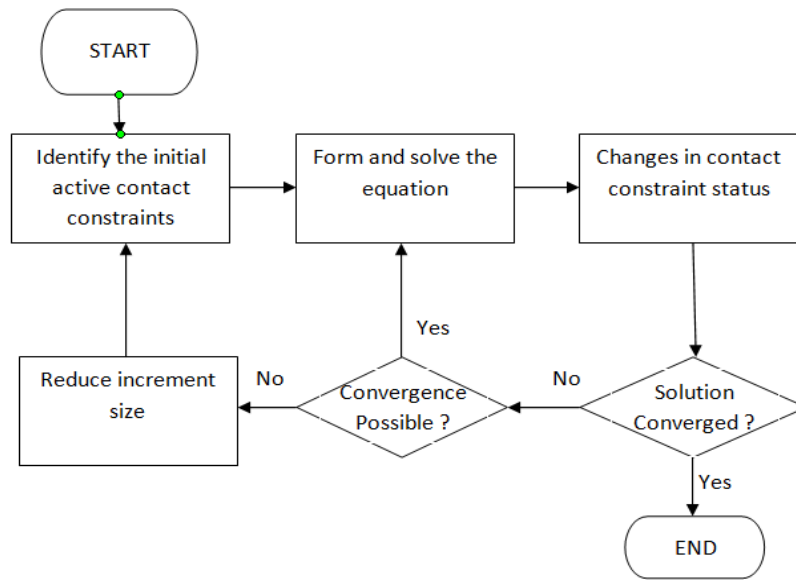 START
Identify the initial
active contact
constraints
Form and solve the
equation
Changes in contact
constraint status
Yes
Reduce increment
size
No
Convergence
Possible ?
No
Solution
Converged ?
Yes
END